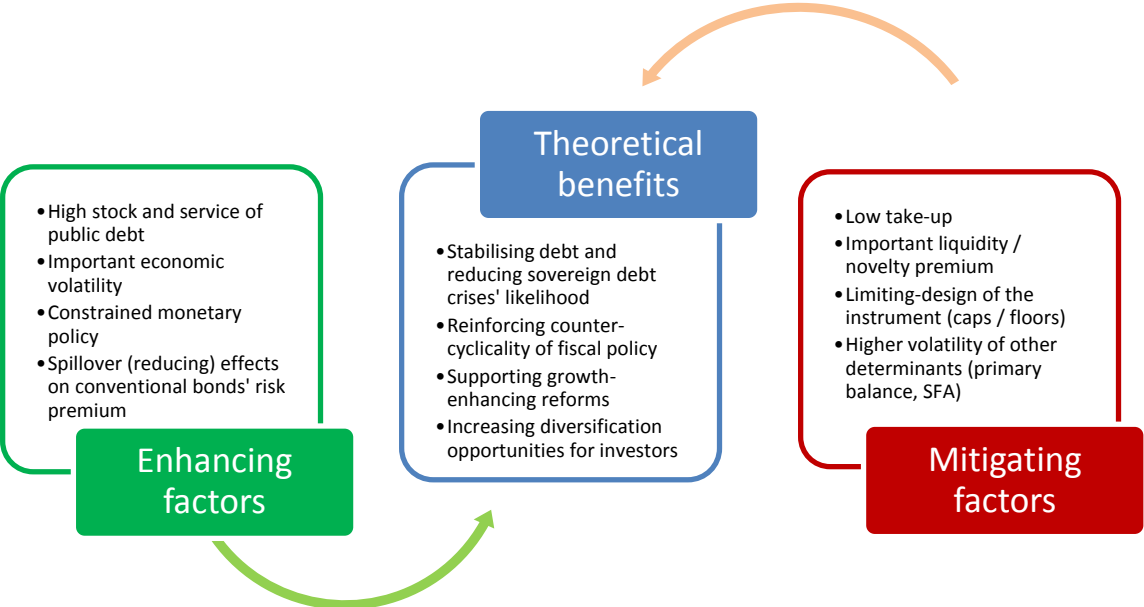 •High stock and service of
public debt
•Important economic
volatility
•Constrained monetary
policy
•Spillover (reducing) effects
on conventional bonds' risk
premium
Enhancing
factors
Theoretical
benefits
•Stabilising debt and
reducing sovereign debt
crises' likelihood
•Reinforcing counter-
cyclicality of fiscal policy
•Supporting growth-
enhancing reforms
•Increasing diversification
opportunities for investors
•Low take-up
•Important liquidity /
novelty premium
•Limiting-design of the
instrument (caps / floors)
•Higher volatility of other
determinants (primary
balance, SFA)
Mitigating
factors